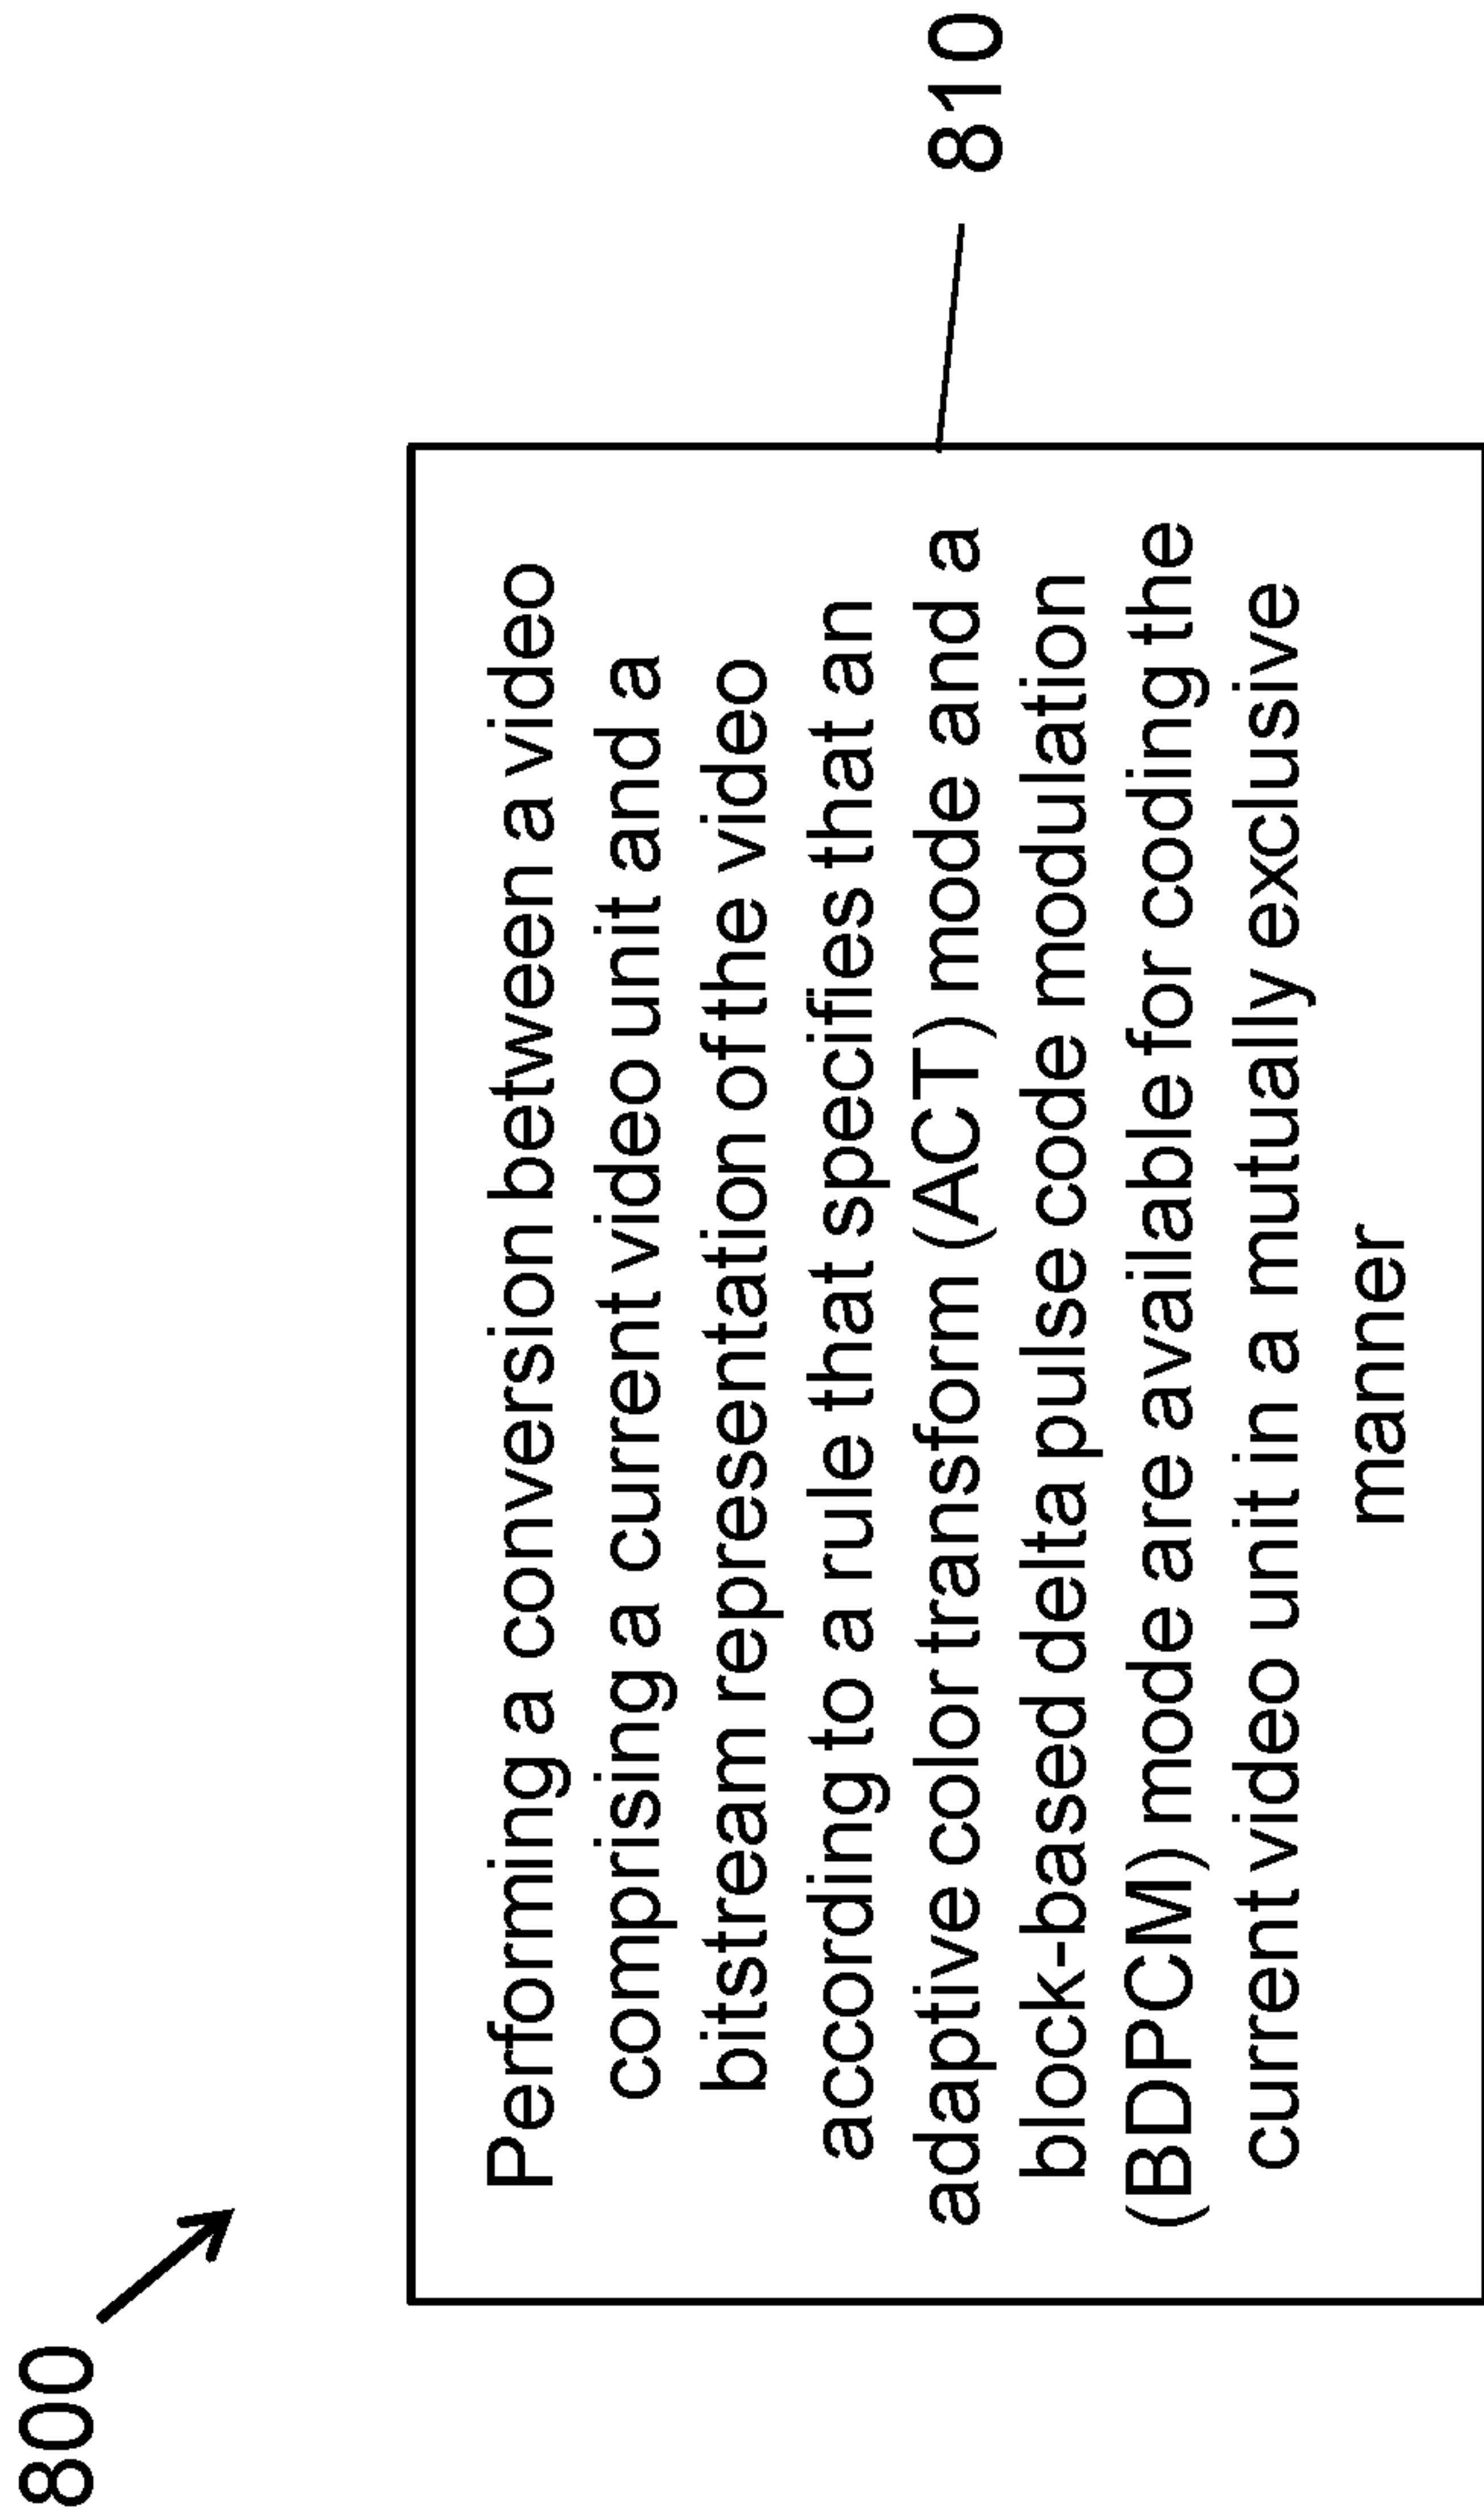 800
Performing a conversion between a video
comprising a current video unit and a
bitstream representation of the video
according to a rule that specifies that an
adaptive color transform (ACT) mode and a
block-based delta pulse code modulation
(BDPCM) mode are available for coding the
current video unit in a mutually exclusive
manner
810